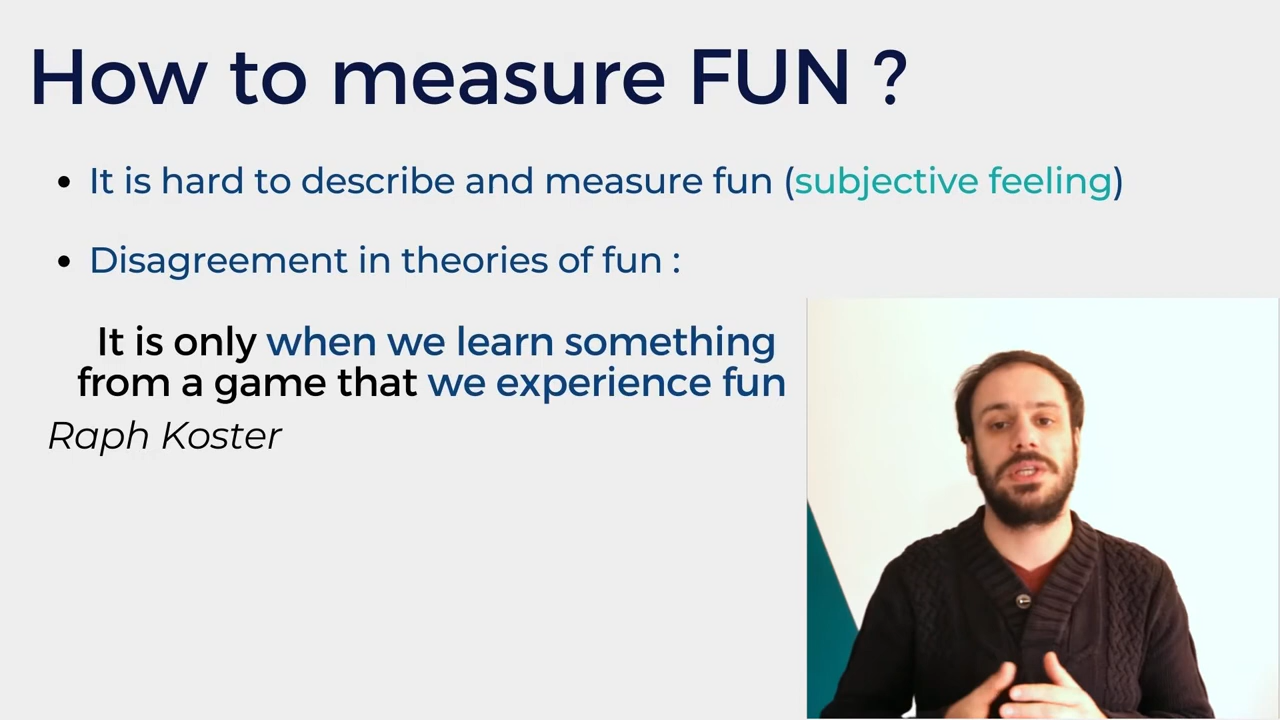 How to measure FUN ?
• It is hard to describe and measure fun (subjective feeling)
• Disagreement in theories of fun :
It is only when we learn something
from a game that we experience fun
Raph Koster